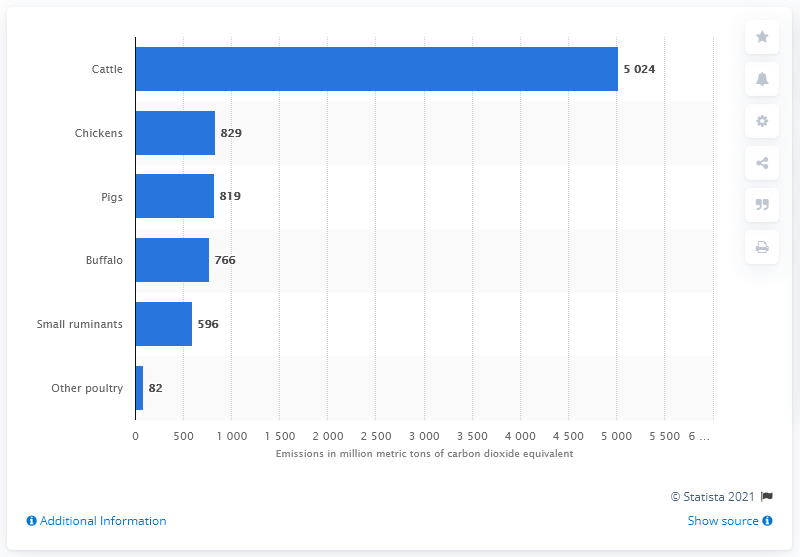 Cattle 5 024
Chickens 829
Pigs 819
Buffalo 766
Small ruminants 596
Other poultry 82
0 500 1 000 1 500 2 000 2 500 3 000 3 500 4 000 4 500 5 000 5 500 6 ...
Emissions in million metric tons of carbon dioxide equivalent
© Statista 2021
Additional Information Show source